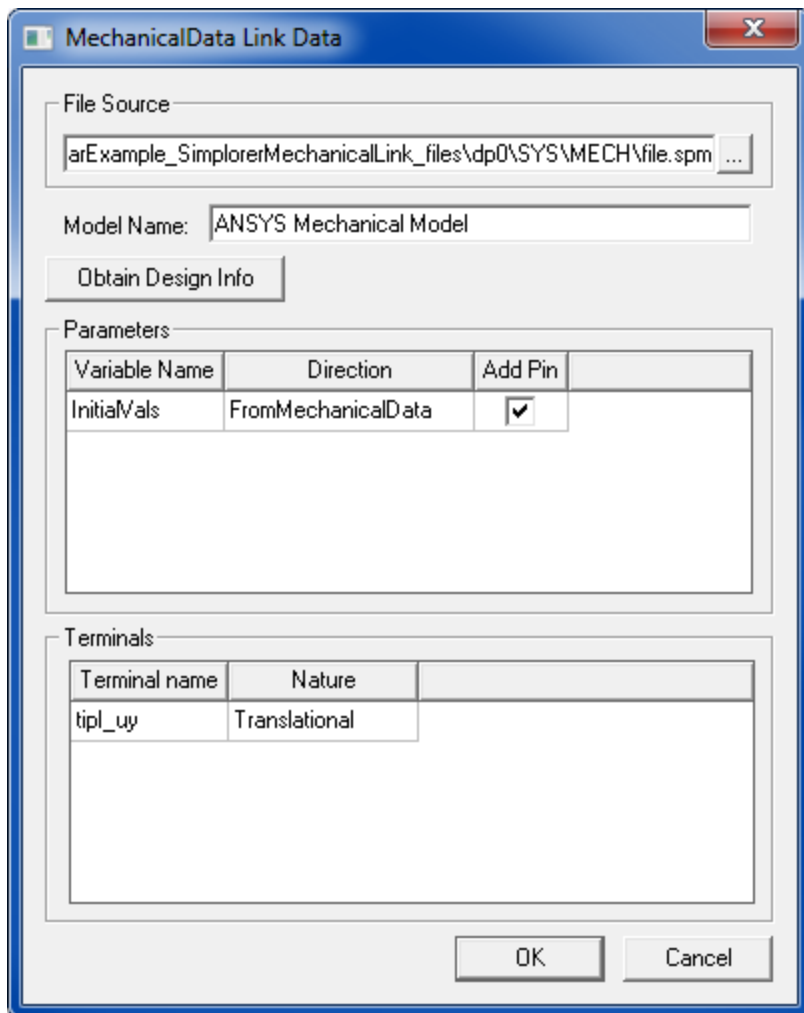 MechanicalData Link Data
File Source
arExample_SimplorerMechanicalLink_files\dp0\SYS\MECH\file.spm ...
Model Name: ANSYS Mechanical Model
Obtain Design Info
Parameters
Variable Name Direction Add Pin
InitialVals FromMechanicalData
Terminals
Terminal name Nature
tipl_uy Translational
OK Cancel